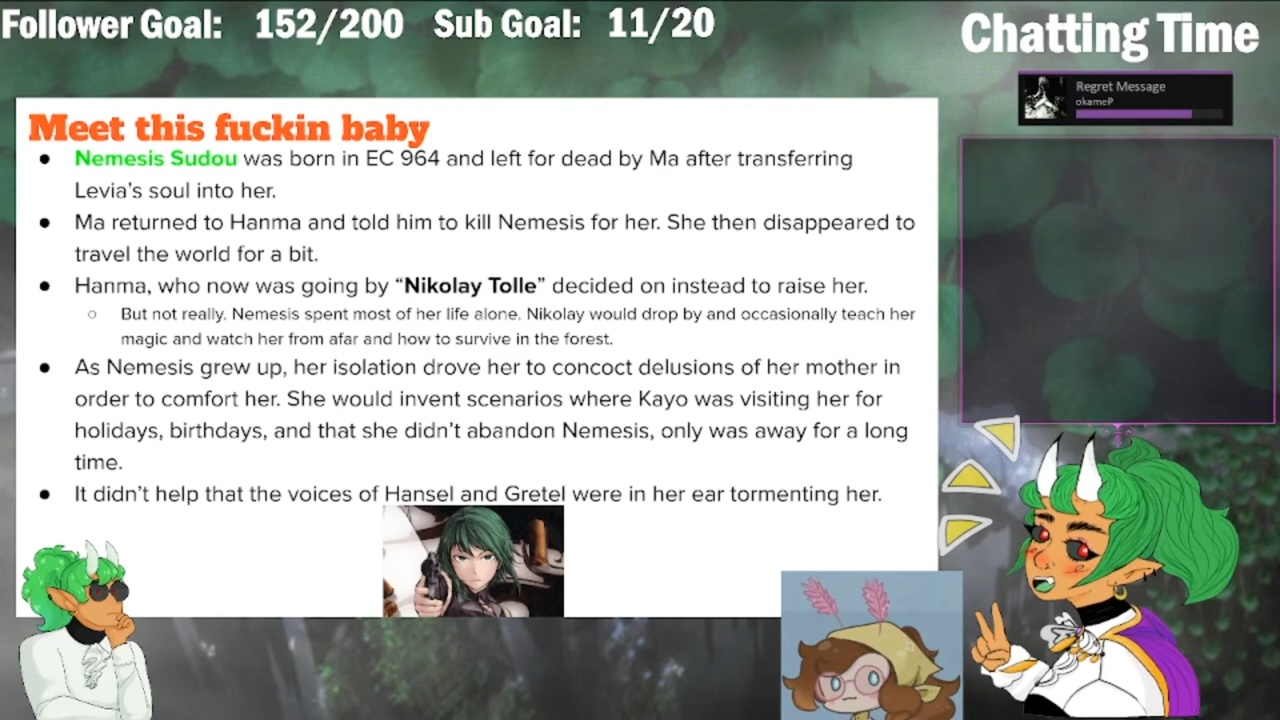 Follower Goal: 152/200 Sub Goal: 11/20
Chatting Time
Regret Message
okameP
Meet this fuckin baby
● Nemesis Sudou was born in EC 964 and left for dead by Ma after transferring
Levia's soul into her.
● Ma returned to Hanma and told him to kill Nemesis for her. She then disappeared to
travel the world for a bit.
● Hanma, who now was going by “Nikolay Tolle” decided on instead to raise her.
○ But not really. Nemesis spent most of her life alone. Nikolay would drop by and occasionally teach her
magic and watch her from afar and how to survive in the forest.
● As Nemesis grew up, her isolation drove her to concoct delusions of her mother in
order to comfort her. She would invent scenarios where Kayo was visiting her for
holidays, birthdays, and that she didn't abandon Nemesis, only was away for a long
time.
● It didn't help that the voices of Hansel and Gretel were in her ear tormenting her.